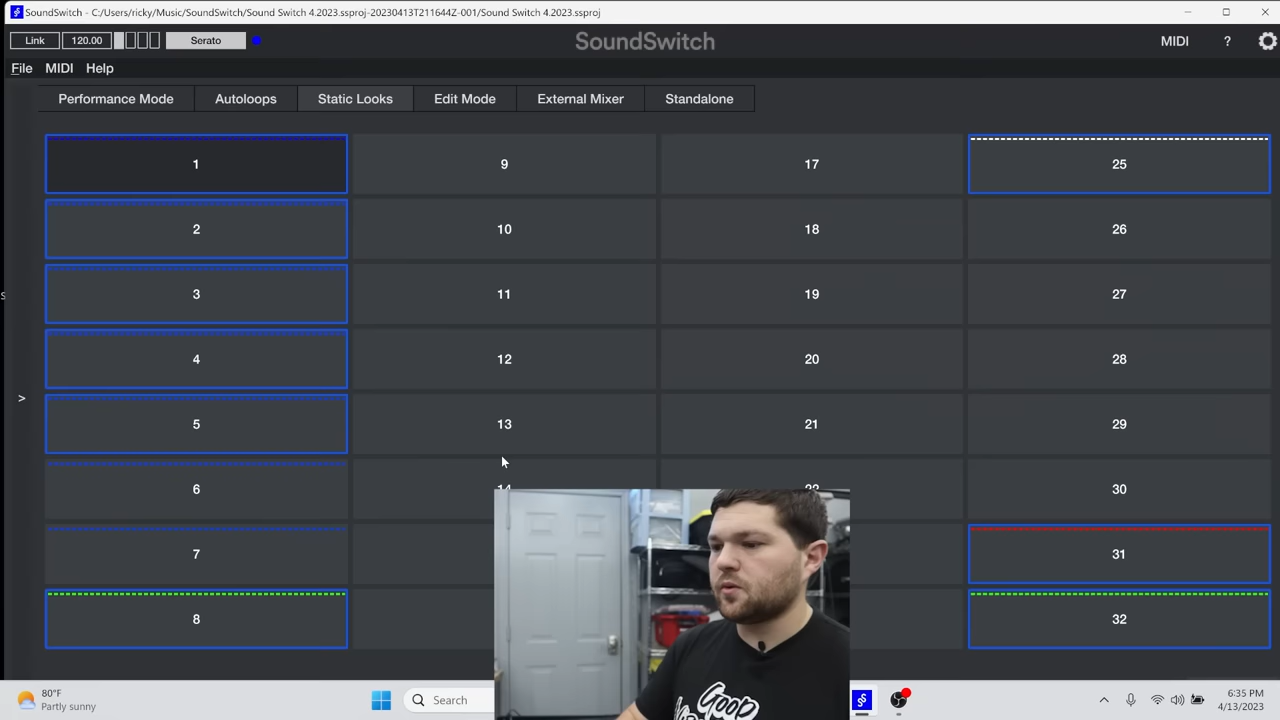 SoundSwitch - C:/Users/ricky/Music/SoundSwitch/Sound Switch 4.2023.ssproj-20230413T211644Z-001/Sound Switch 4.2023.ssproj
Link 120.00 Serato SoundSwitch MIDI ?
File MIDI Help
Performance Mode Autoloops Static Looks Edit Mode External Mixer Standalone
1 9 17 25
2 10 18 26
3 11 19 27
4 12 20 28
>
5 13 21 29
6 14 22 30
7 31
8 32
GOOD
80°F
Partly sunny
Search
6:35 PM
4/13/2023